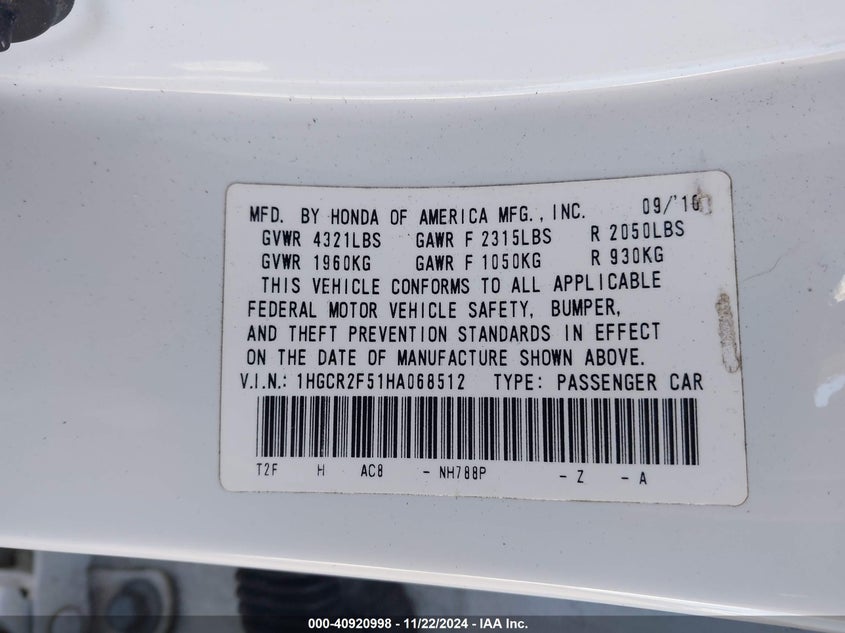 MFD. BY HONDA OF AMERICA MFG., INC. 09/'16
GVWR 4321LBS GAWR F 2315LBS R 2050LBS
GVWR 1960KG GAWR F 1050KG R 930KG
THIS VEHICLE CONFORMS TO ALL APPLICABLE
FEDERAL MOTOR VEHICLE SAFETY, BUMPER,
AND THEFT PREVENTION STANDARDS IN EFFECT
ON THE DATE OF MANUFACTURE SHOWN ABOVE.
V.I.N.: 1HGCR2F51HA068512 TYPE: PASSENGER CAR
T2F H AC8 - NH788P - Z - A
000-40920998 - 11/22/2024 - IAA Inc.